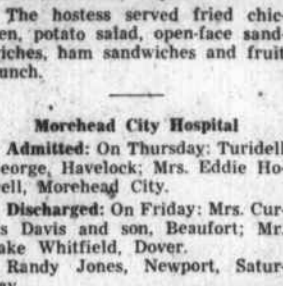 The hostess served fried chic-
en, potato salad, open-face sand-
iches, ham sandwiches and fruit
unch.
Morehead City Hospital
Admitted: On Thursday: Turidell
eorge, Havelock; Mrs. Eddie Ho-
ell, Morehead City.
Discharged: On Friday: Mrs. Cur-
is Davis and son, Beaufort; Mr.
ake Whitfield, Dover.
Randy Jones, Newport, Satur-